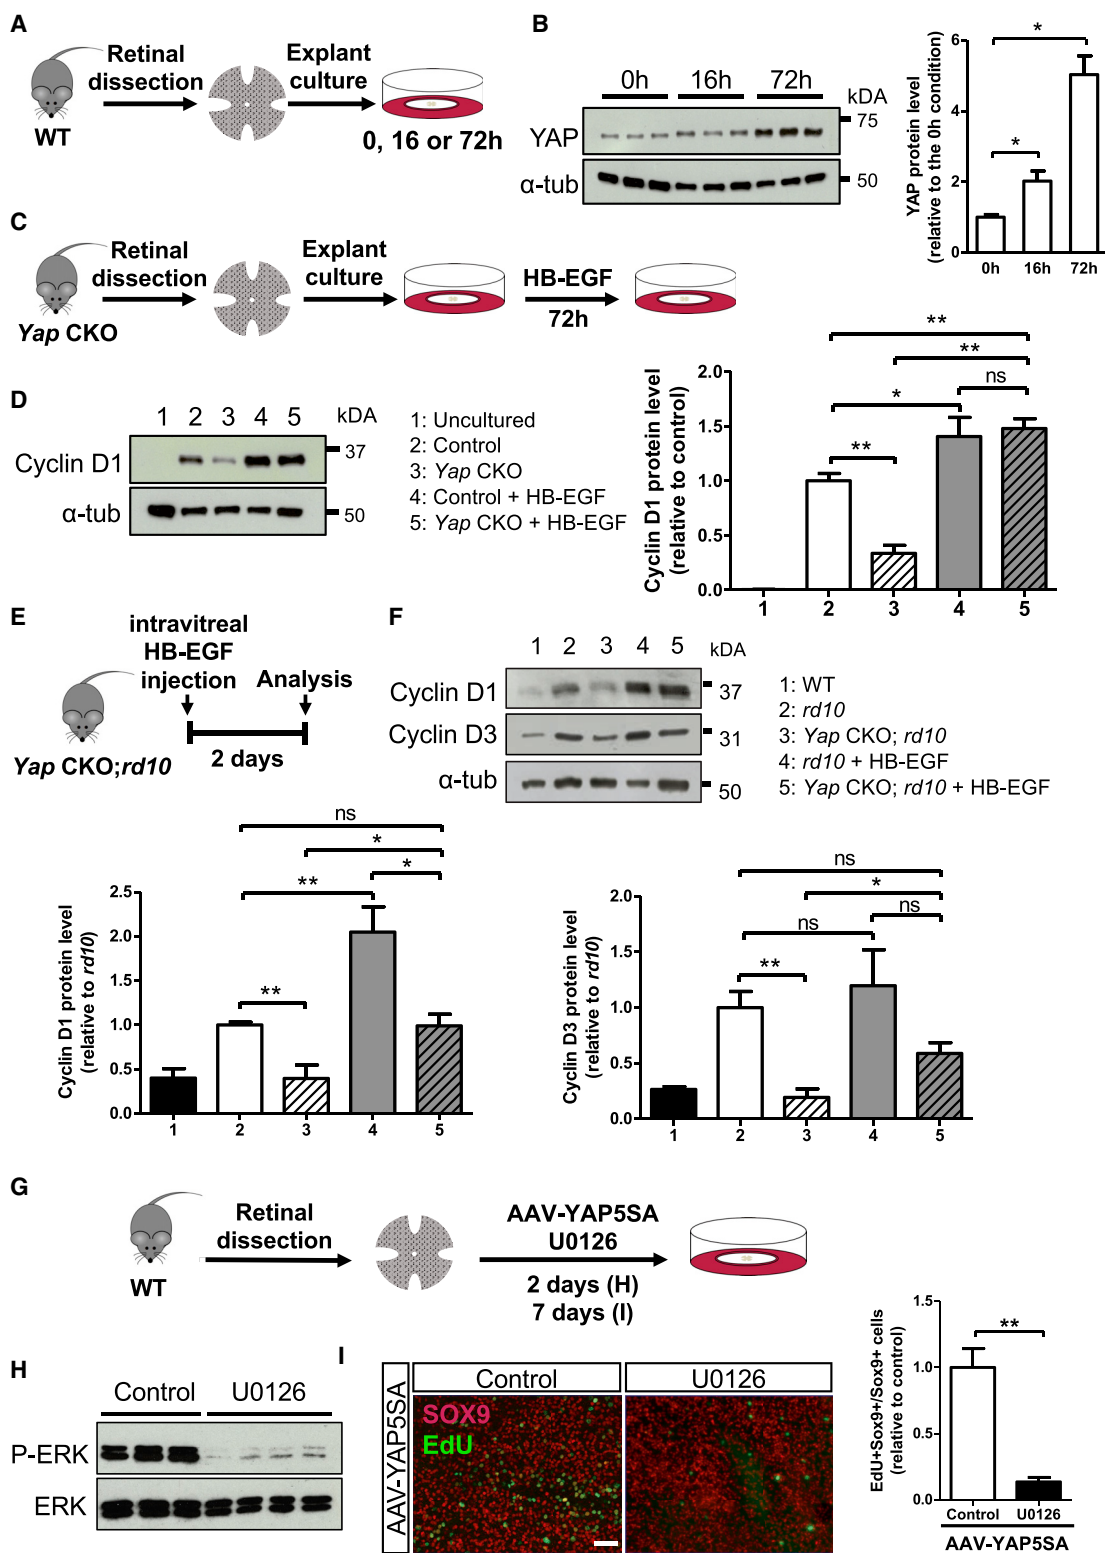 A
WT
Retinal
dissection
Explant
culture
0, 16 or 72h
B
0h 16h 72h
kDA
YAP
75
α-tub
50
YAP protein level
(relative to the 0h condition)
6
4
2
0
*
*
0h 16h 72h
C
Yap CKO
Retinal
dissection
Explant
culture
HB-EGF
72h
D
1 2 3 4 5 kDA
Cyclin D1
37
α-tub
50
1: Uncultured
2: Control
3: Yap CKO
4: Control + HB-EGF
5: Yap CKO + HB-EGF
Cyclin D1 protein level
(relative to control)
2.0
1.5
1.0
0.5
0.0
**
**
ns
*
**
1 2 3 4 5
E
intravitreal
HB-EGF
injection
Analysis
2 days
Yap CKO;rd10
F
1 2 3 4 5 kDA
Cyclin D1
37
Cyclin D3
31
α-tub
50
1: WT
2: rd10
3: Yap CKO; rd10
4: rd10 + HB-EGF
5: Yap CKO; rd10 + HB-EGF
Cyclin D1 protein level
(relative to rd10)
2.5
2.0
1.5
1.0
0.5
0.0
ns
*
*
**
**
1 2 3 4 5
Cyclin D3 protein level
(relative to rd10)
2.0
1.5
1.0
0.5
0.0
ns
*
ns
ns
**
1 2 3 4 5
G
WT
Retinal
dissection
AAV-YAP5SA
U0126
2 days (H)
7 days (I)
H
Control U0126
P-ERK
ERK
I
AAV-YAP5SA
Control U0126
SOX9
EdU
EdU+Sox9+/Sox9+ cells
(relative to control)
1.5
1.0
0.5
0.0
**
Control U0126
AAV-YAP5SA